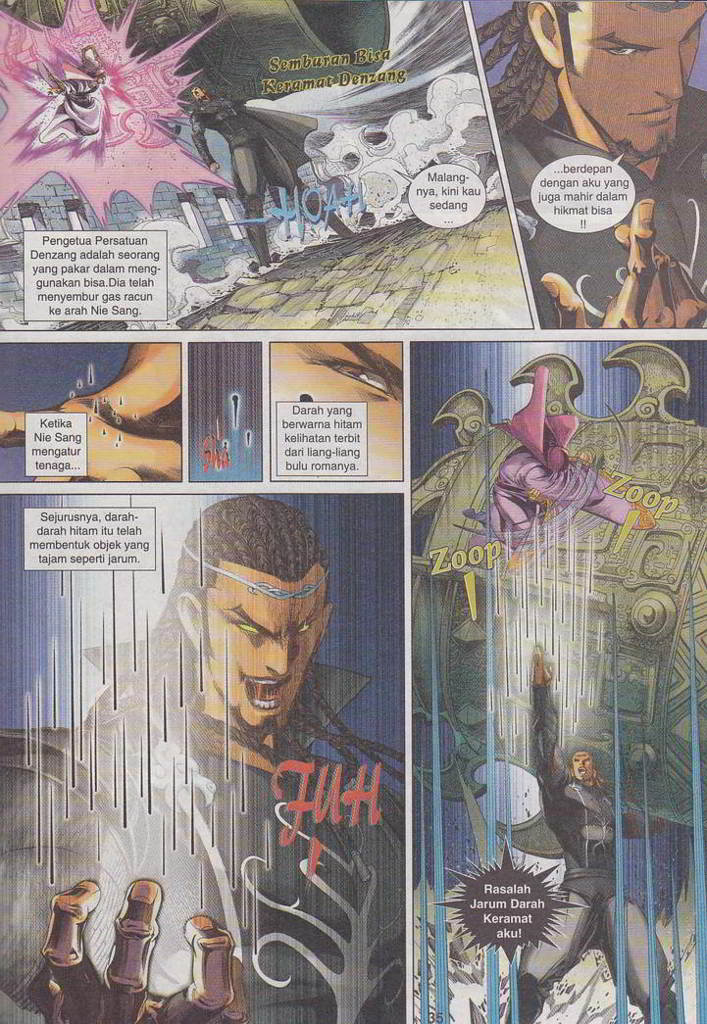 Semburan Bisa
Keramat Denzang
HOAH
Pengetua Persatuan
Denzang adalah seorang
yang pakar dalam meng-
gunakan bisa.Dia telah
menyembur gas racun
ke arah Nie Sang.
Malang-
nya, kini kau
sedang
...
...berdepan
dengan aku yang
juga mahir dalam
hikmat bisa
!!
Ketika
Nie Sang
mengatur
tenaga...
Darah yang
berwarna hitam
kelihatan terbit
dari liang-liang
bulu romanya.
Sejurusnya, darah-
darah hitam itu telah
membentuk objek yang
tajam seperti jarum.
JUH
!
Zoop
!
Zoop
!
Rasalah
Jarum Darah
Keramat
aku!
35